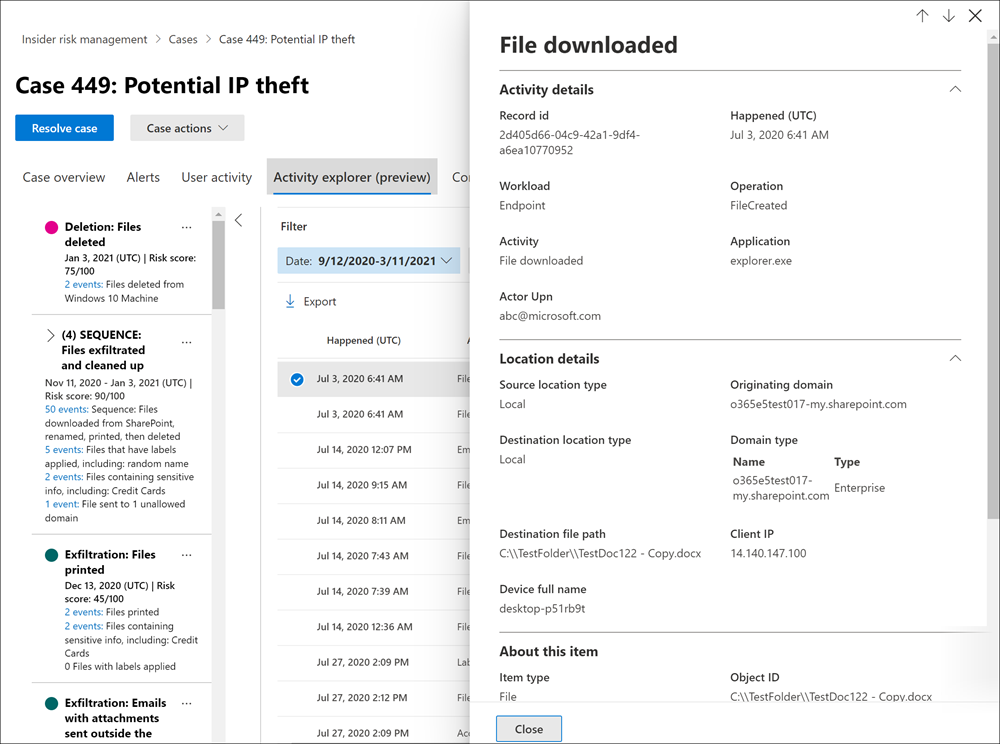 Insider risk management > Cases > Case 449: Potential IP theft
Case 449: Potential IP theft
Resolve case
Case actions
Case overview
Alerts
User activity
Activity explorer (preview)
Co
Deletion: Files
deleted
Jan 3, 2021 (UTC) | Risk score:
75/100
2 events: Files deleted from
Windows 10 Machine
(4) SEQUENCE:
Files exfiltrated
and cleaned up
Nov 11, 2020 - Jan 3, 2021 (UTC) |
Risk score: 90/100
50 events: Sequence: Files
downloaded from SharePoint,
renamed, printed, then deleted
5 events: Files that have labels
applied, including: random name
2 events: Files containing sensitive
info, including: Credit Cards
1 event: File sent to 1 unallowed
domain
Exfiltration: Files
printed
Dec 13, 2020 (UTC) | Risk
score: 45/100
2 events: Files printed
2 events: Files containing
sensitive info, including: Credit
Cards
0 Files with labels applied
Exfiltration: Emails
with attachments
sent outside the
Filter
Date: 9/12/2020-3/11/2021
Export
Happened (UTC)
Jul 3, 2020 6:41 AM File
Jul 3, 2020 6:41 AM File
Jul 14, 2020 12:07 PM Em
Jul 14, 2020 9:15 AM File
Jul 14, 2020 8:11 AM Em
Jul 14, 2020 7:43 AM File
Jul 14, 2020 7:39 AM File
Jul 14, 2020 12:36 AM File
Jul 27, 2020 2:09 PM Lab
Jul 27, 2020 2:12 PM File
Jul 27, 2020 2:09 PM Acc
File downloaded
Activity details
Record id
2d405d66-04c9-42a1-9df4-
a6ea10770952
Happened (UTC)
Jul 3, 2020 6:41 AM
Workload
Endpoint
Operation
FileCreated
Activity
File downloaded
Application
explorer.exe
Actor Upn
abc@microsoft.com
Location details
Source location type
Local
Originating domain
o365e5test017-my.sharepoint.com
Destination location type
Local
Domain type
Name Type
o365e5test017-
my.sharepoint.com
Enterprise
Destination file path
C:\\TestFolder\\TestDoc122 - Copy.docx
Client IP
14.140.147.100
Device full name
desktop-p51rb9t
About this item
Item type
File
Object ID
C:\\TestFolder\\TestDoc122 - Copy.docx
Close